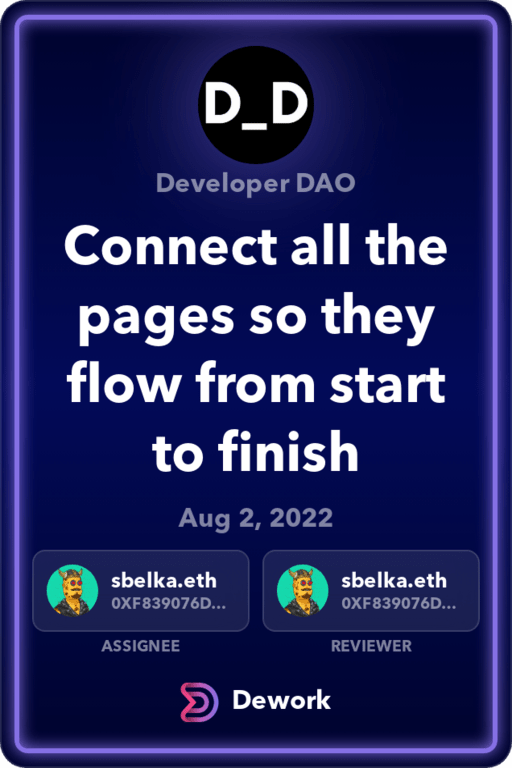 D_D
Developer DAO
Connect all the
pages so they
flow from start
to finish
Aug 2, 2022
sbelka.eth
0XF839076D...
ASSIGNEE
sbelka.eth
0XF839076D...
REVIEWER
Dework